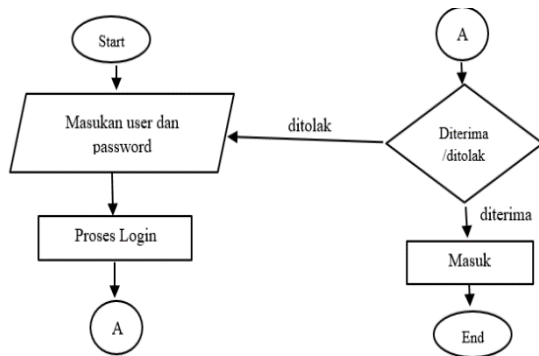 Start
Masukan user dan
password
Proses Login
A
A
Diterima
/ditolak
ditolak
diterima
Masuk
End